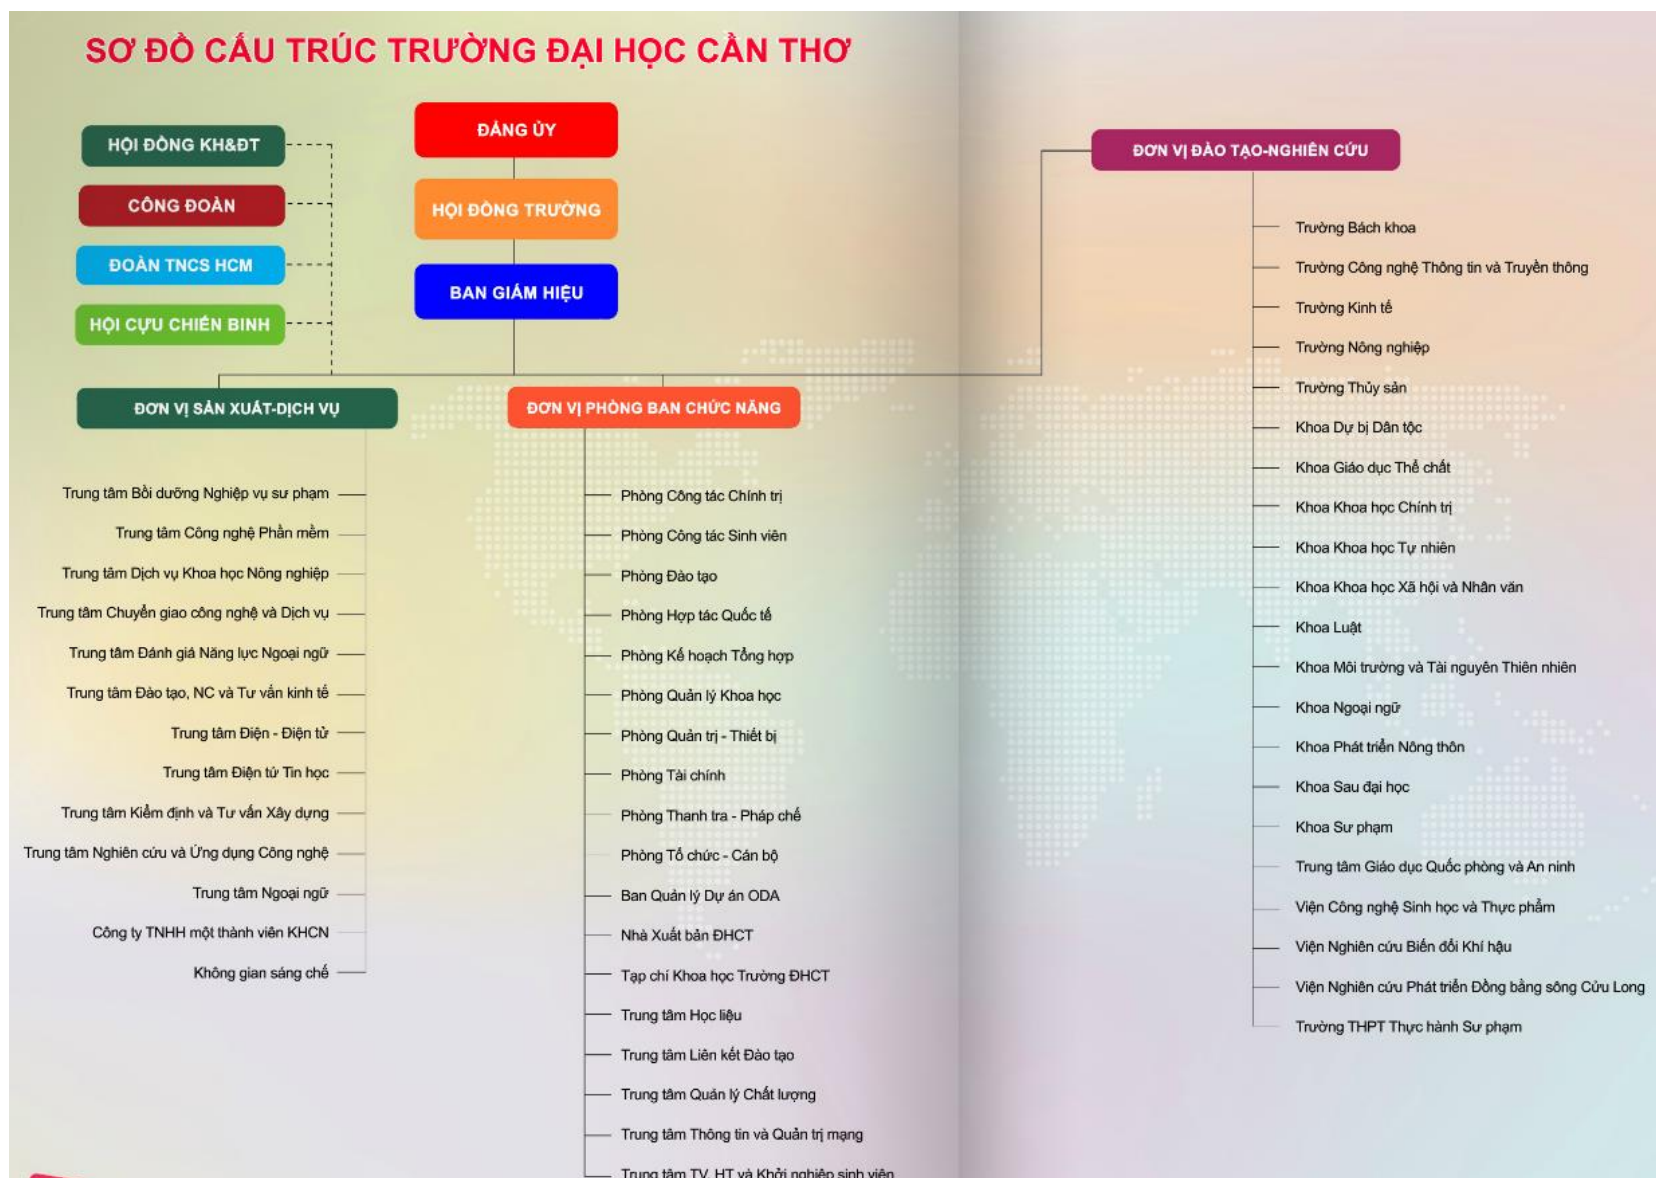 SƠ ĐỒ CẤU TRÚC TRƯỜNG ĐẠI HỌC CẦN THƠ
HỘI ĐỒNG KH&ĐT
CÔNG ĐOÀN
ĐOÀN TNCS HCM
HỘI CỰU CHIẾN BINH
ĐẢNG ỦY
HỘI ĐỒNG TRƯỜNG
BAN GIÁM HIỆU
ĐƠN VỊ SẢN XUẤT-DỊCH VỤ
Trung tâm Bồi dưỡng Nghiệp vụ sư phạm
Trung tâm Công nghệ Phần mềm
Trung tâm Dịch vụ Khoa học Nông nghiệp
Trung tâm Chuyển giao công nghệ và Dịch vụ
Trung tâm Đánh giá Năng lực Ngoại ngữ
Trung tâm Đào tạo, NC và Tư vấn kinh tế
Trung tâm Điện - Điện tử
Trung tâm Điện tử Tin học
Trung tâm Kiểm định và Tư vấn Xây dựng
Trung tâm Nghiên cứu và Ứng dụng Công nghệ
Trung tâm Ngoại ngữ
Công ty TNHH một thành viên KHCN
Không gian sáng chế
ĐƠN VỊ PHÒNG BAN CHỨC NĂNG
Phòng Công tác Chính trị
Phòng Công tác Sinh viên
Phòng Đào tạo
Phòng Hợp tác Quốc tế
Phòng Kế hoạch Tổng hợp
Phòng Quản lý Khoa học
Phòng Quản trị - Thiết bị
Phòng Tài chính
Phòng Thanh tra - Pháp chế
Phòng Tổ chức - Cán bộ
Ban Quản lý Dự án ODA
Nhà Xuất bản ĐHCT
Tạp chí Khoa học Trường ĐHCT
Trung tâm Học liệu
Trung tâm Liên kết Đào tạo
Trung tâm Quản lý Chất lượng
Trung tâm Thông tin và Quản trị mạng
Trung tâm TV, HT và Khởi nghiệp sinh viên
ĐƠN VỊ ĐÀO TẠO-NGHIÊN CỨU
Trường Bách khoa
Trường Công nghệ Thông tin và Truyền thông
Trường Kinh tế
Trường Nông nghiệp
Trường Thủy sản
Khoa Dự bị Dân tộc
Khoa Giáo dục Thể chất
Khoa Khoa học Chính trị
Khoa Khoa học Tự nhiên
Khoa Khoa học Xã hội và Nhân văn
Khoa Luật
Khoa Môi trường và Tài nguyên Thiên nhiên
Khoa Ngoại ngữ
Khoa Phát triển Nông thôn
Khoa Sau đại học
Khoa Sư phạm
Trung tâm Giáo dục Quốc phòng và An ninh
Viện Công nghệ Sinh học và Thực phẩm
Viện Nghiên cứu Biến đổi Khí hậu
Viện Nghiên cứu Phát triển Đồng bằng sông Cửu Long
Trường THPT Thực hành Sư phạm